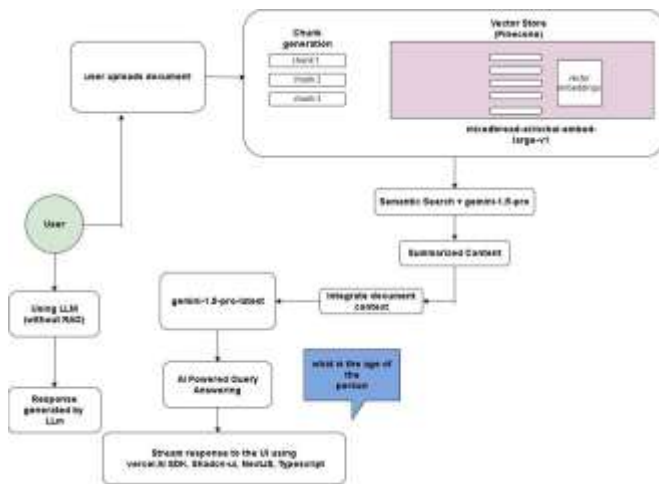 Chunk
generation
chunk 1
chunk 2
chunk 3
Vector Store
(Pinecone)
vector
embeddings
mixedbread-ai/mxbai-embed-
large-v1
user uploads document
Semantic Search + gemini-1.5-pro
User
Summarized Content
Using LLM
(without RAG)
gemini-1.5-pro-latest
Integrate document
context
Response
generated by
LLm
AI Powered Query
Answering
what is the age of
the
person
Stream response to the UI using
vercel AI SDK, Shadcn-ui, NextJS, Typescript